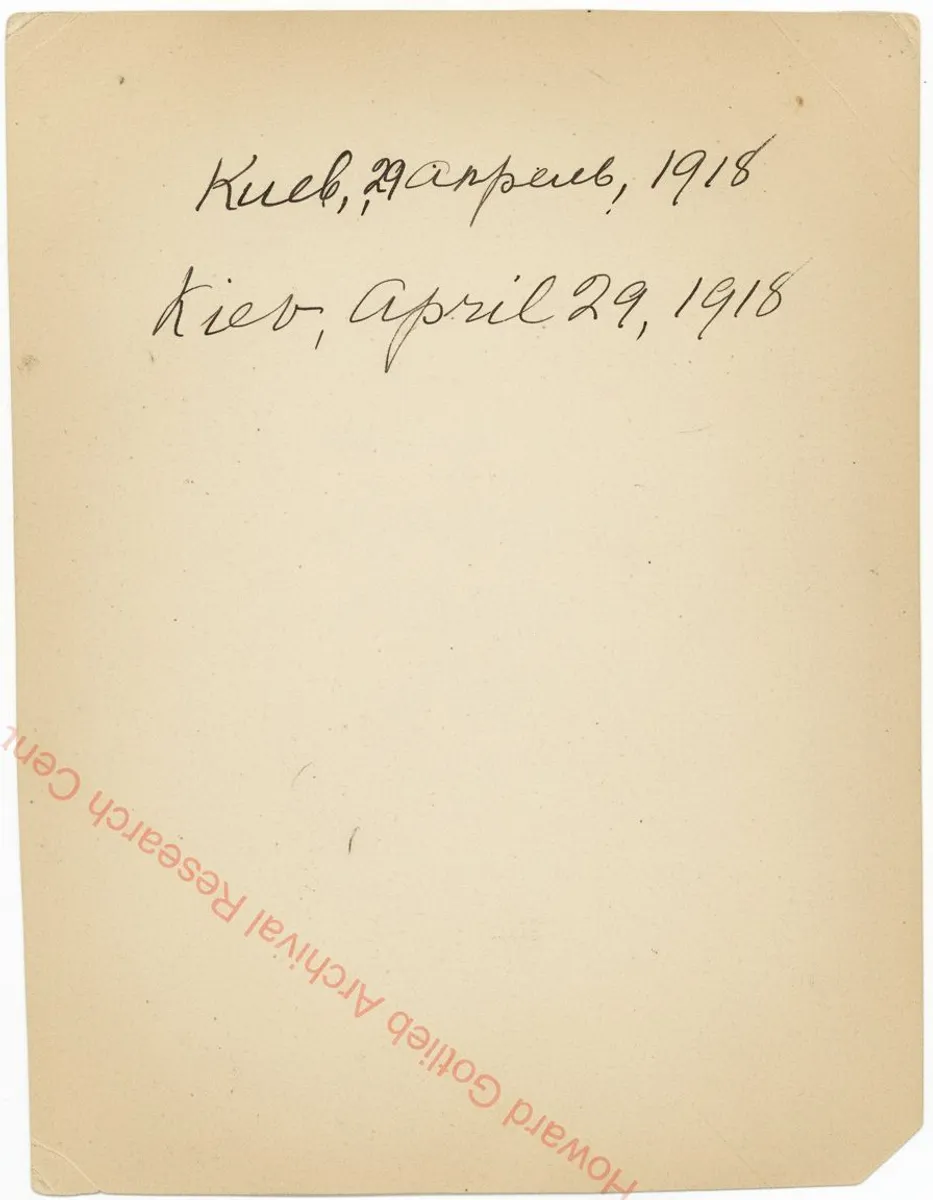 Киев, 29 апрель, 1918
Kiev, April 29, 1918
Howard Gotlieb Archival Research Cen